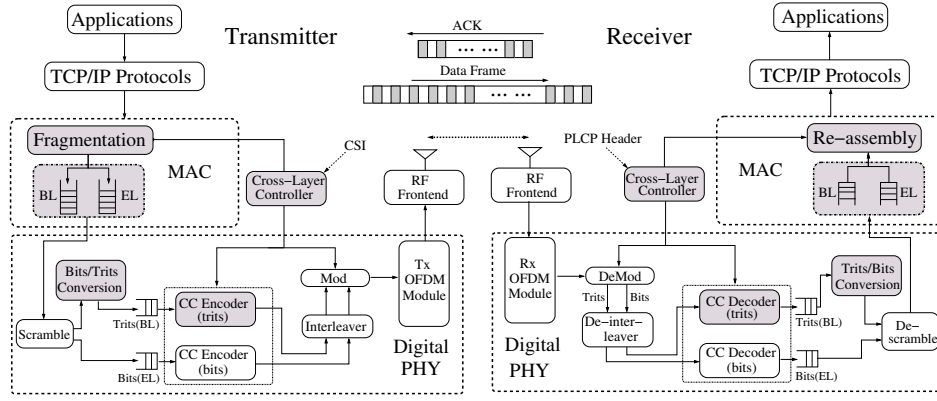 Applications
Transmitter
ACK
Receiver
Applications
TCP/IP Protocols
Data Frame
TCP/IP Protocols
Fragmentation
MAC
BL
EL
CSI
Cross-Layer
Controller
RF
Frontend
RF
Frontend
PLCP Header
Cross-Layer
Controller
Re-assembly
MAC
BL
EL
Bits/Trits
Conversion
Scramble
Trits(BL)
Bits(EL)
CC Encoder
(trits)
CC Encoder
(bits)
Mod
Interleaver
Tx
OFDM
Module
Digital
PHY
Rx
OFDM
Module
Digital
PHY
DeMod
Trits
Bits
De-inter-
leaver
CC Decoder
(trits)
CC Decoder
(bits)
Trits(BL)
Bits(EL)
Trits/Bits
Conversion
De-
scramble